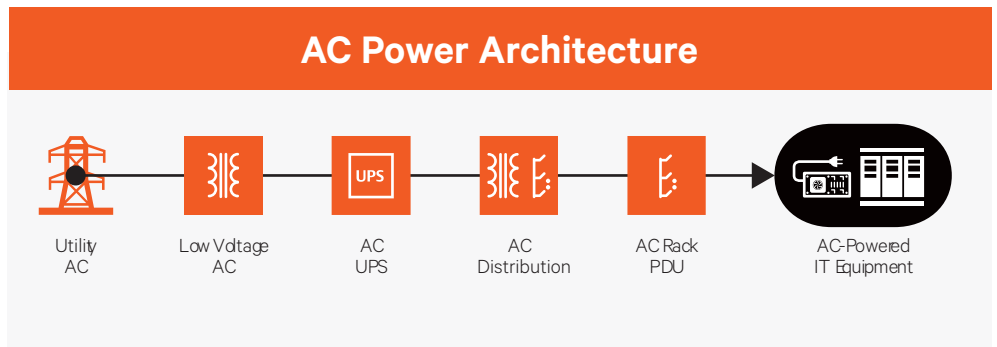 AC Power Architecture
UPS
Utility
AC
Low Voltage
AC
AC
UPS
AC
Distribution
AC Rack
PDU
AC-Powered
IT Equipment